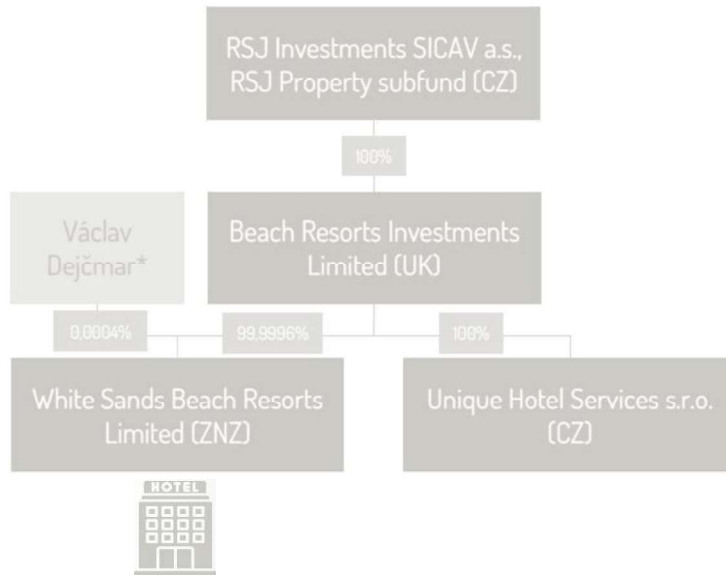 RSJ Investments SICAV a.s.,
RSJ Property subfund (CZ)
100%
Václav
Dejčmar*
Beach Resorts Investments
Limited (UK)
0,0004%
99,9996%
100%
White Sands Beach Resorts
Limited (ZNZ)
Unique Hotel Services s.r.o.
(CZ)
HOTEL